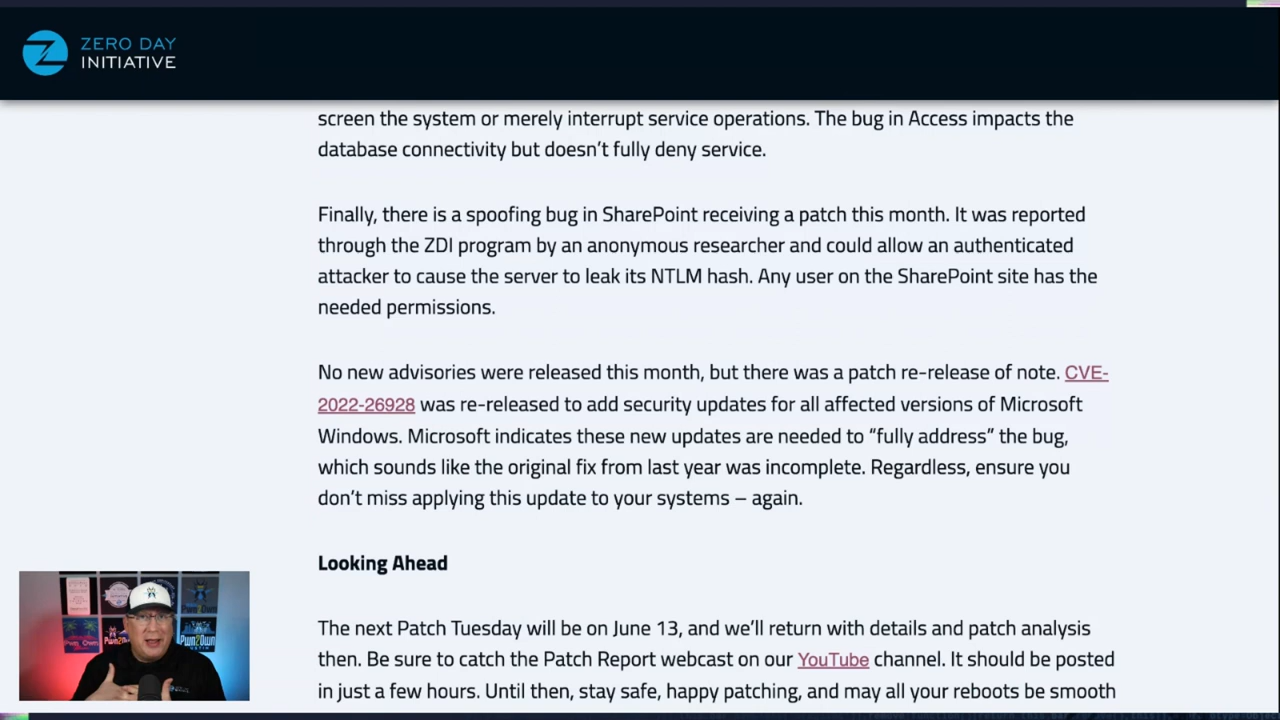 ZERO DAY
INITIATIVE
screen the system or merely interrupt service operations. The bug in Access impacts the
database connectivity but doesn’t fully deny service.
Finally, there is a spoofing bug in SharePoint receiving a patch this month. It was reported
through the ZDI program by an anonymous researcher and could allow an authenticated
attacker to cause the server to leak its NTLM hash. Any user on the SharePoint site has the
needed permissions.
No new advisories were released this month, but there was a patch re-release of note. CVE-
2022-26928 was re-released to add security updates for all affected versions of Microsoft
Windows. Microsoft indicates these new updates are needed to “fully address” the bug,
which sounds like the original fix from last year was incomplete. Regardless, ensure you
don’t miss applying this update to your systems – again.
Looking Ahead
The next Patch Tuesday will be on June 13, and we’ll return with details and patch analysis
then. Be sure to catch the Patch Report webcast on our YouTube channel. It should be posted
in just a few hours. Until then, stay safe, happy patching, and may all your reboots be smooth
Pwn2Own